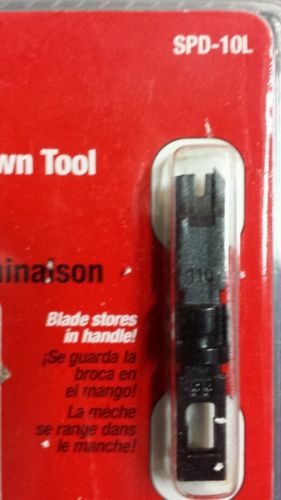 SPD-10L
wn Tool
inaison
Blade stores
in handle!
¡Se guarda la
broca en
el mango!
La mèche
se range dans
le manche!
110